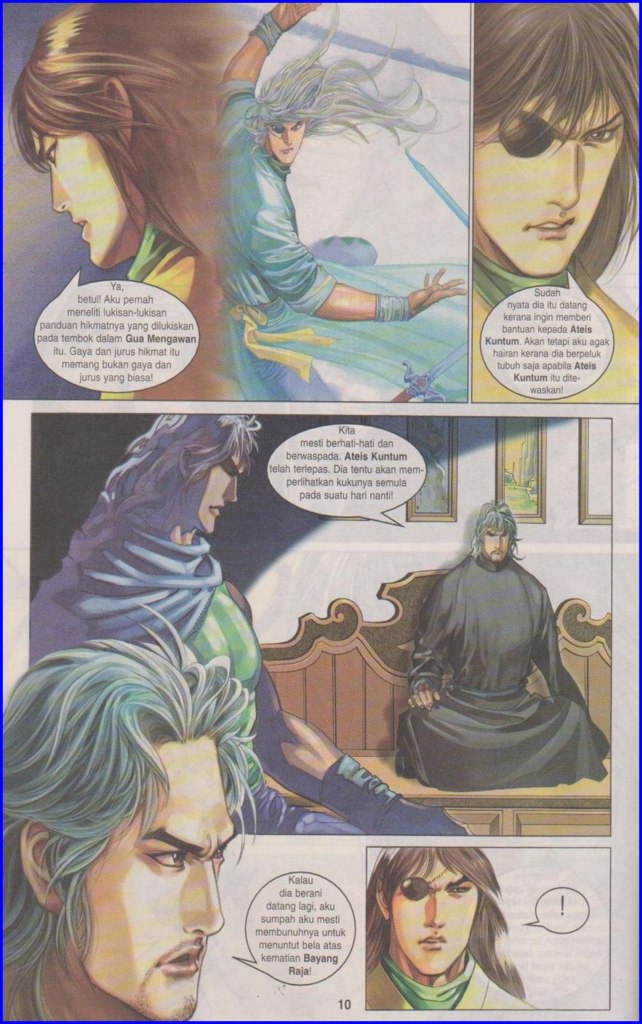 Ya,
betul! Aku pernah
meneliti lukisan-lukisan
panduan hikmatnya yang dilukiskan
pada tembok dalam Gua Mengawan
itu. Gaya dan jurus hikmat itu
memang bukan gaya dan
jurus yang biasa!
Sudah
nyata dia itu datang
kerana ingin memberi
bantuan kepada Ateis
Kuntum. Akan tetapi aku agak
hairan kerana dia berpeluk
tubuh saja apabila Ateis
Kuntum itu dite-
waskan!
Kita
mesti berhati-hati dan
berwaspada. Ateis Kuntum
telah terlepas. Dia tentu akan mem-
perlihatkan kukunya semula
pada suatu hari nanti!
Kalau
dia berani
datang lagi, aku
sumpah aku mesti
membunuhnya untuk
menuntut bela atas
kematian Bayang
Raja!
!
10